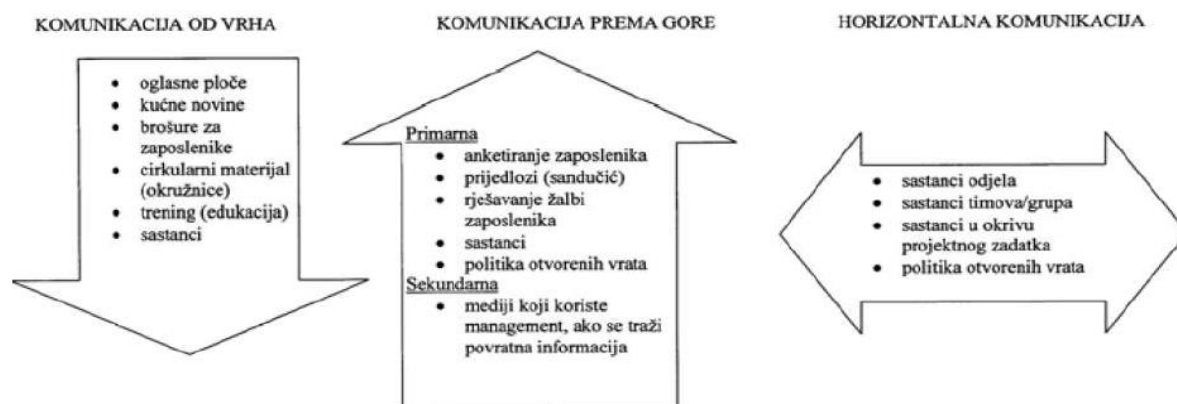 KOMUNIKACIJA OD VRHA
• oglasne ploče
• kućne novine
• brošure za
zaposlenike
• cirkularni materijal
(okružnice)
• trening (edukacija)
• sastanci
KOMUNIKACIJA PREMA GORE
Primarna
• anketiranje zaposlenika
• prijedlozi (sandučić)
• rješavanje žalbi
zaposlenika
• sastanci
• politika otvorenih vrata
Sekundarna
• mediji koji koriste
management, ako se traži
povratna informacija
HORIZONTALNA KOMUNIKACIJA
• sastanci odjela
• sastanci timova/grupa
• sastanci u okrivu
projektnog zadatka
• politika otvorenih vrata